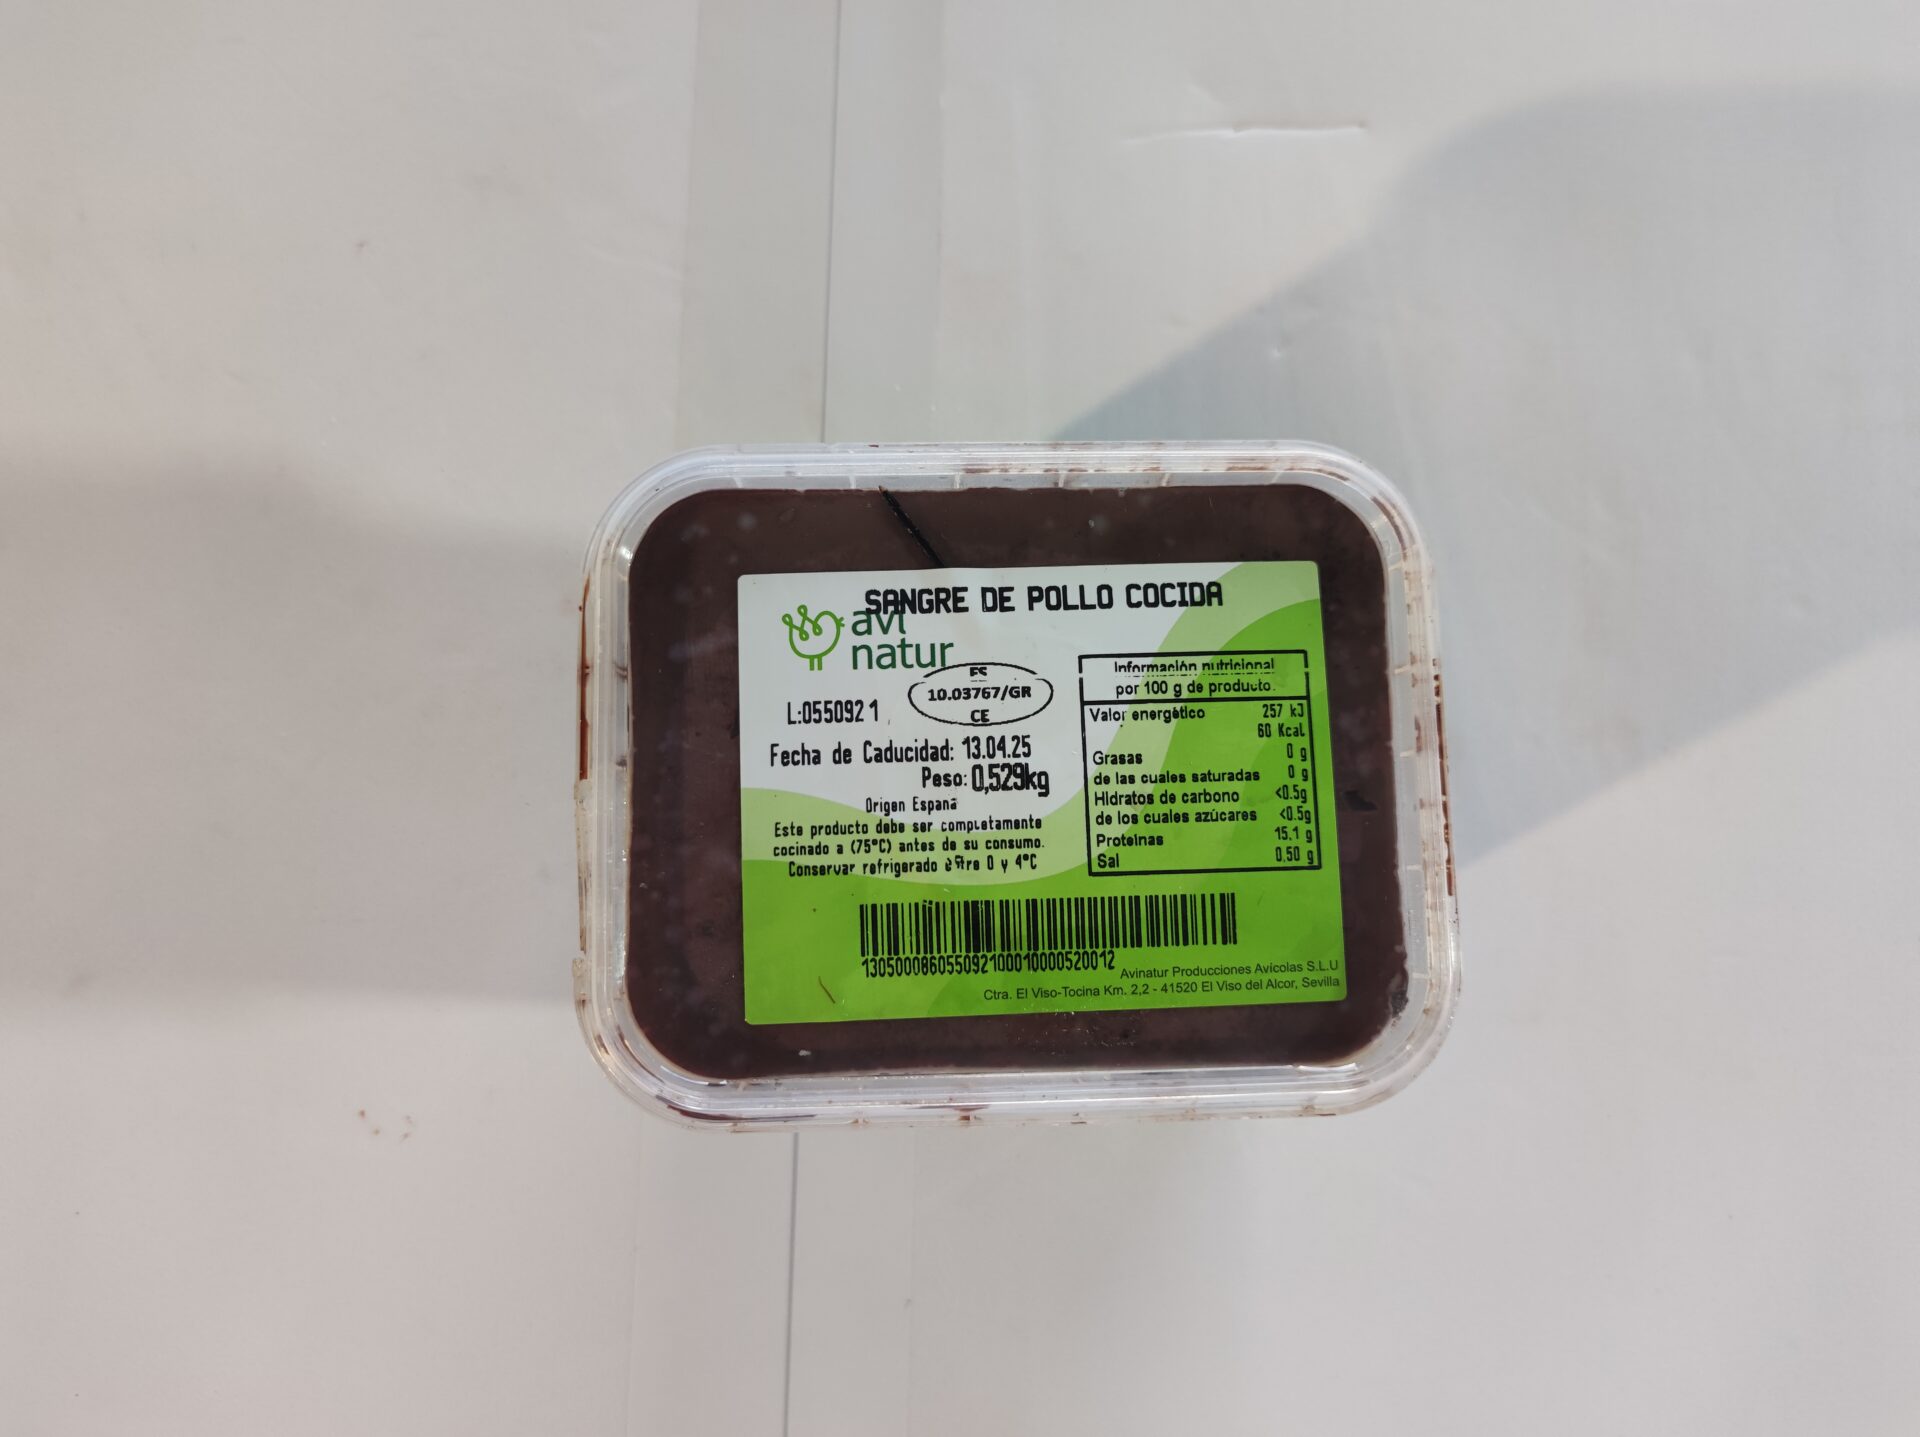 SANGRE DE POLLO COCIDA
avi
natur
ES
10.03767/GR
CE
L:0550921
Fecha de Caducidad: 13.04.25
Peso: 0,529kg
Origen España
Este producto debe ser completamente
cocinado a (75°C) antes de su consumo.
Conservar refrigerado entre 0 y 4°C
Información nutricional
por 100 g de producto.
Valor energético 257 kJ
60 Kcal
Grasas 0 g
de las cuales saturadas 0 g
Hidratos de carbono <0.5g
de los cuales azúcares <0.5g
Proteinas 15.1 g
Sal 0,50 g
130500086055092100010000520012
Avinatur Producciones Avícolas S.L.U
Ctra. El Viso-Tocina Km. 2,2 - 41520 El Viso del Alcor, Sevilla